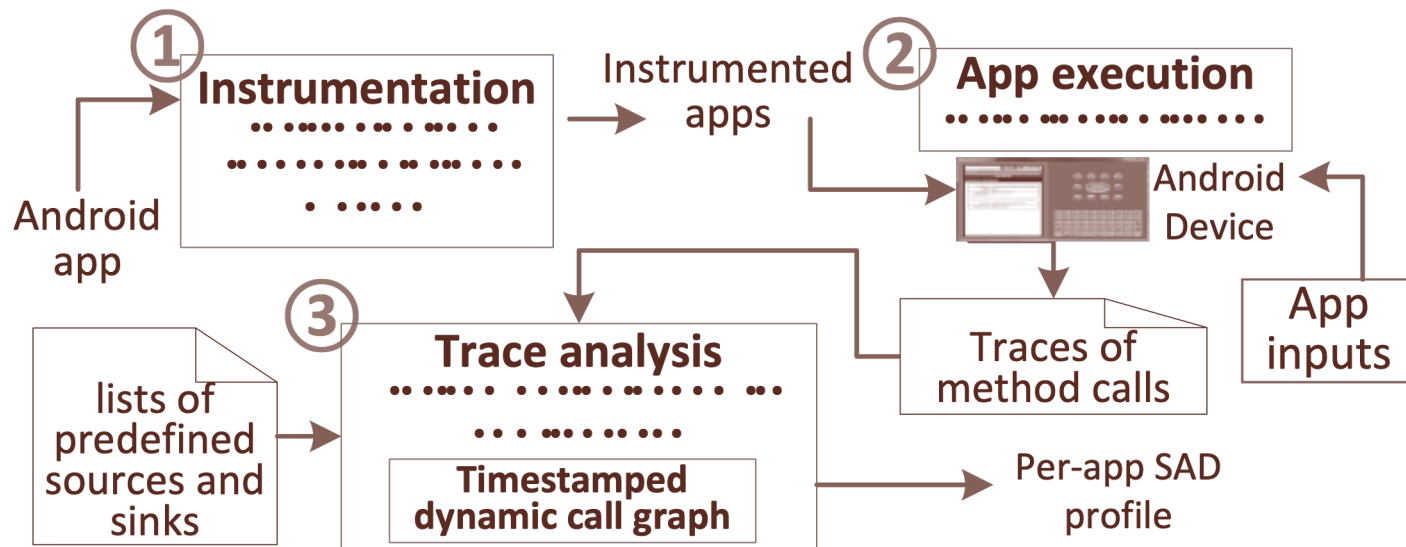 1
Instrumentation
Android
app
Instrumented
apps
2
App execution
Android
Device
App
inputs
Traces of
method calls
3
Trace analysis
Timestamped
dynamic call graph
lists of
predefined
sources and
sinks
Per-app SAD
profile